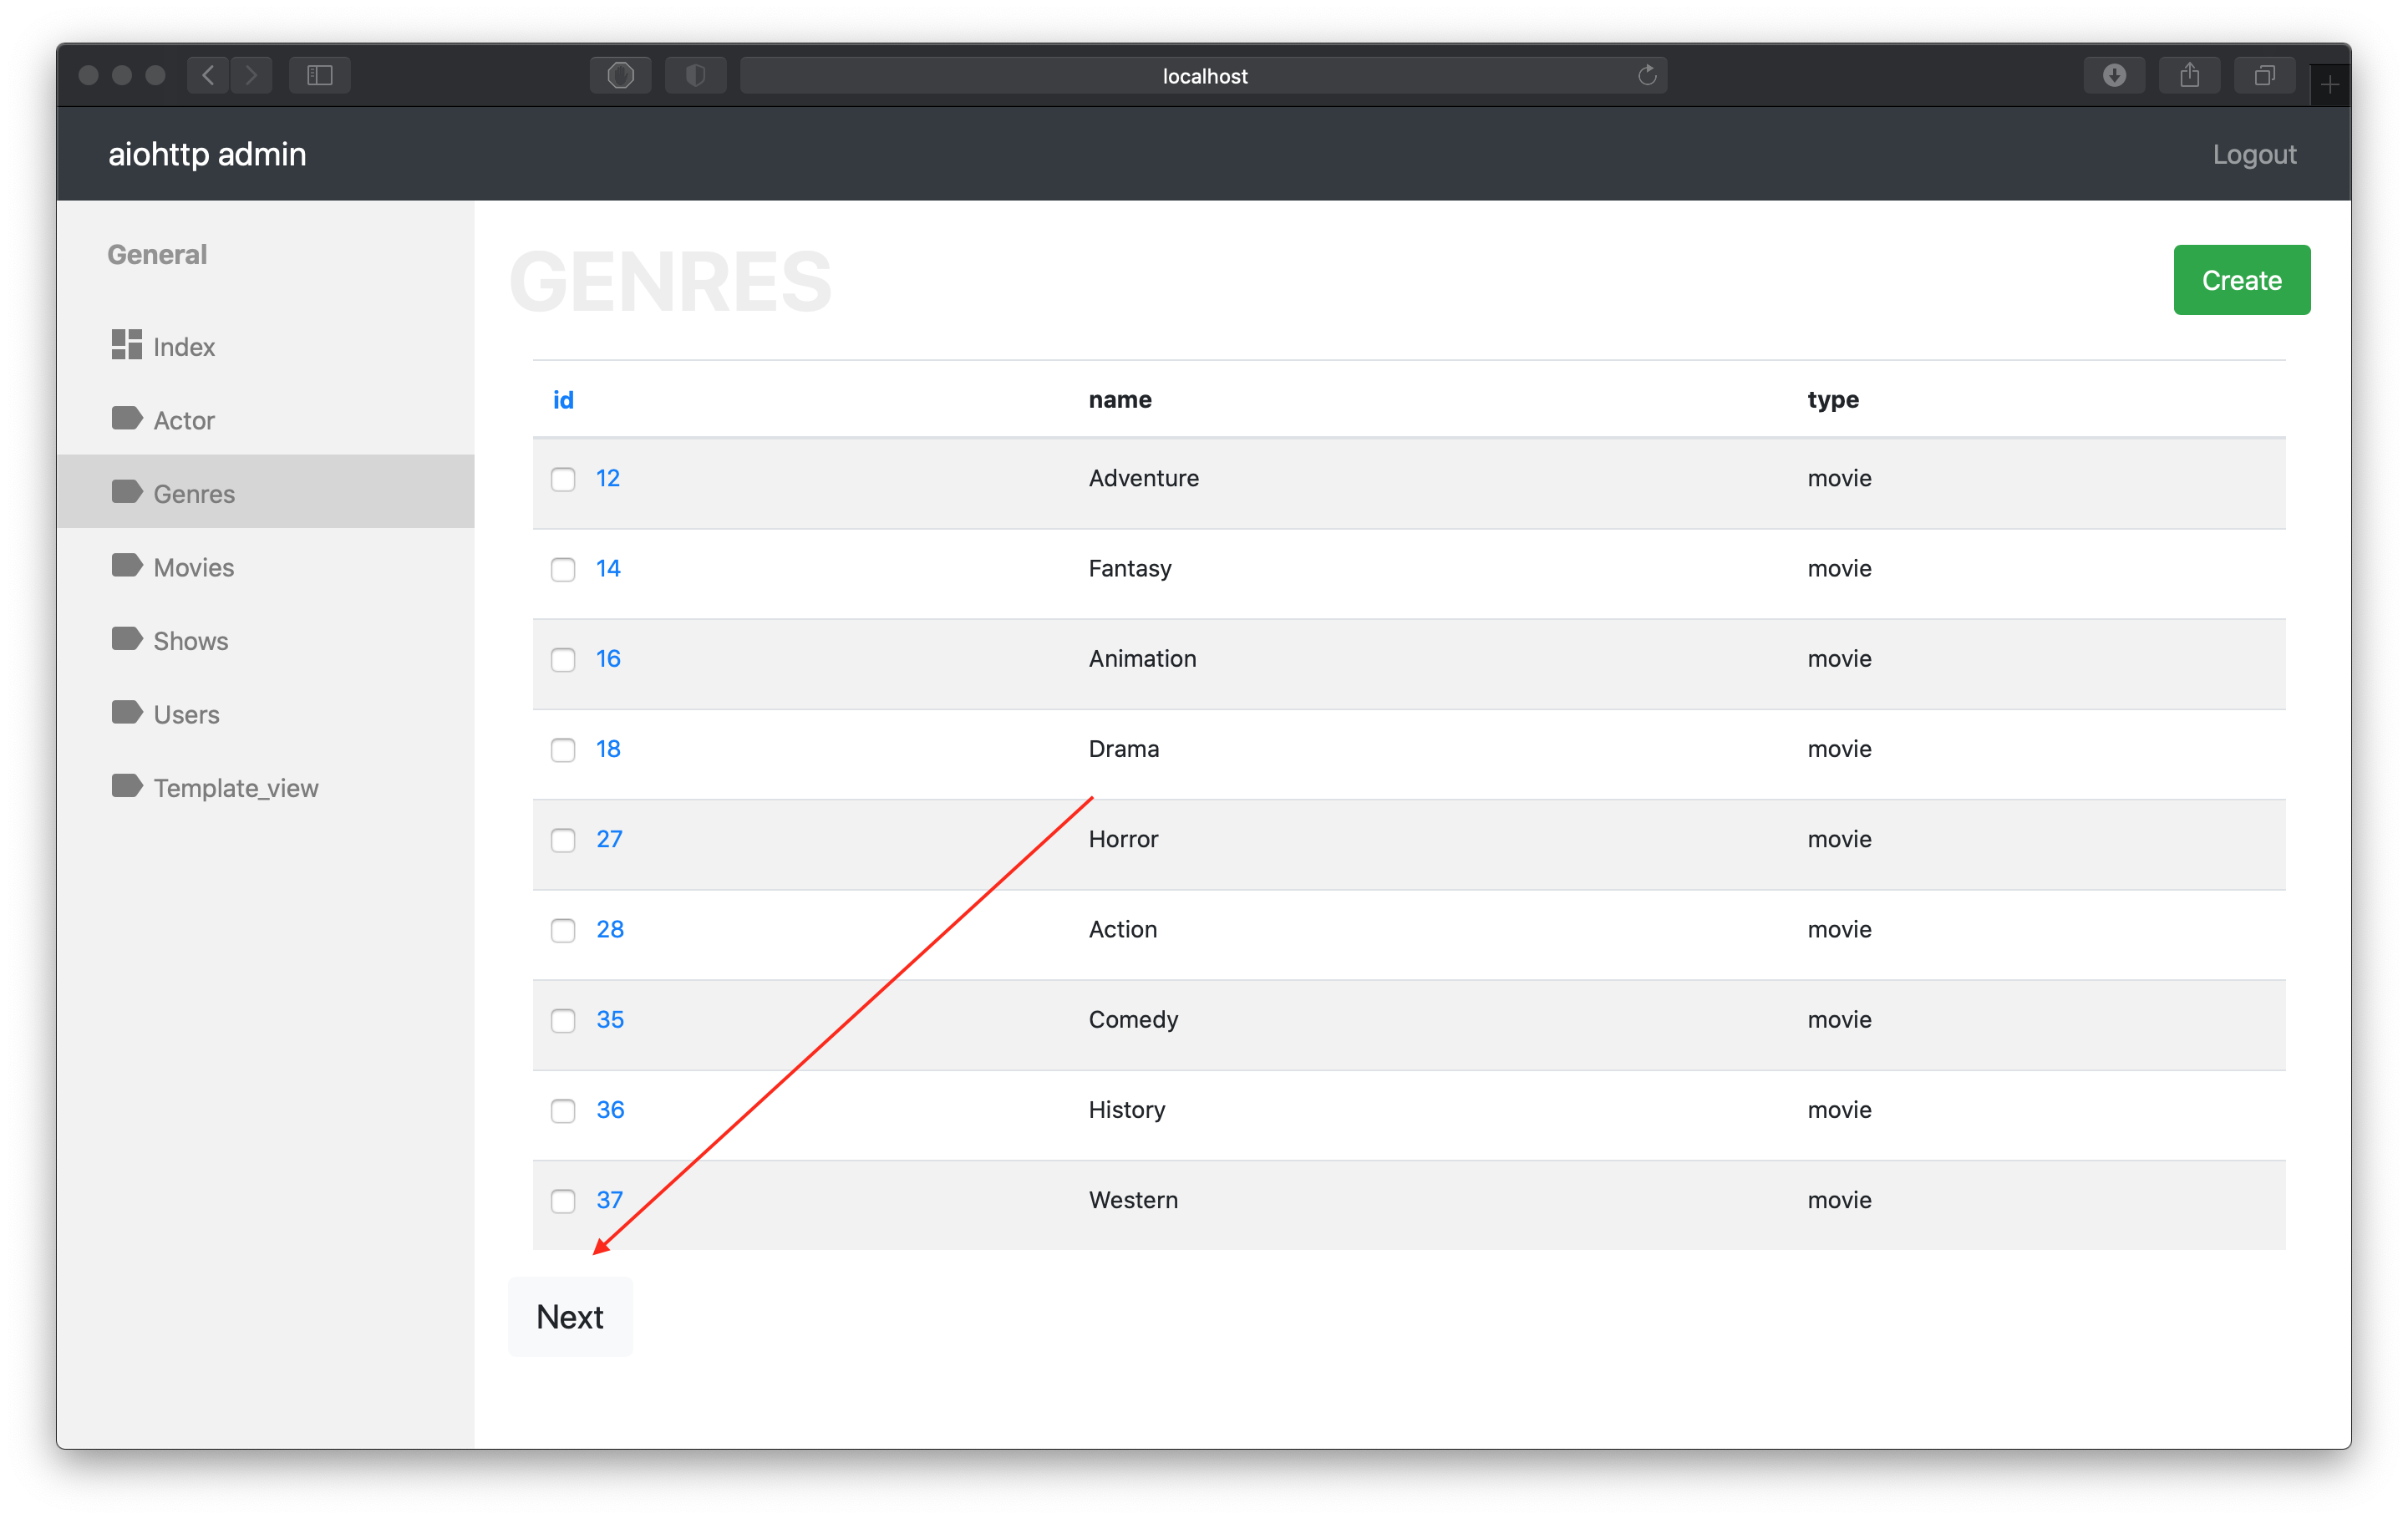 localhost
aiohttp admin
Logout
General
Index
Actor
Genres
Movies
Shows
Users
Template_view
GENRES
Create
id name type
12 Adventure movie
14 Fantasy movie
16 Animation movie
18 Drama movie
27 Horror movie
28 Action movie
35 Comedy movie
36 History movie
37 Western movie
Next